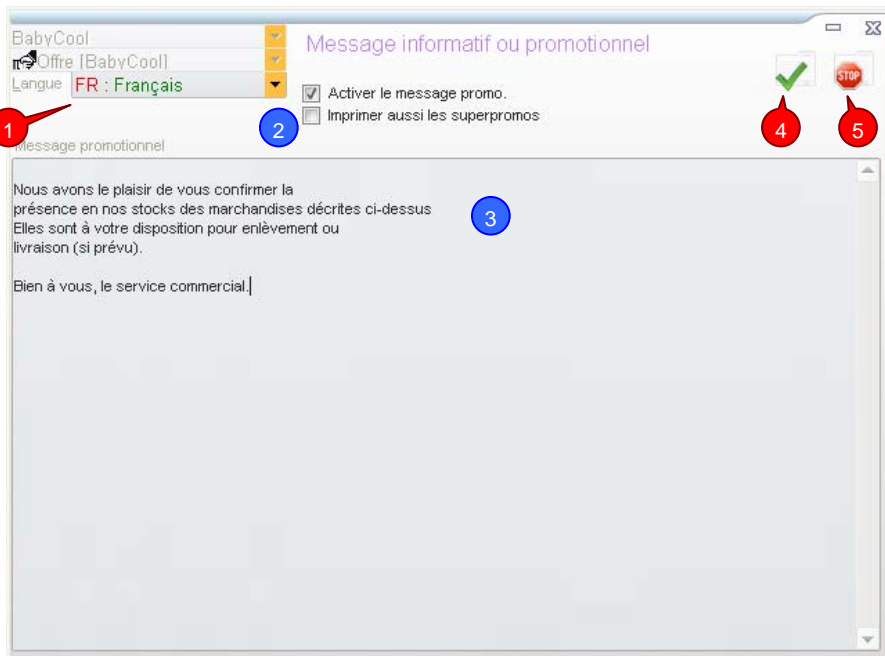 BabyCool
Offre [BabyCool]
Langue FR : Français
Message informatif ou promotionnel
Activer le message promo.
Imprimer aussi les superpromos
STOP
1
2
4
5
Message promotionnel
Nous avons le plaisir de vous confirmer la
présence en nos stocks des marchandises décrites ci-dessus
Elles sont à votre disposition pour enlèvement ou
livraison (si prévu).
3
Bien à vous, le service commercial.